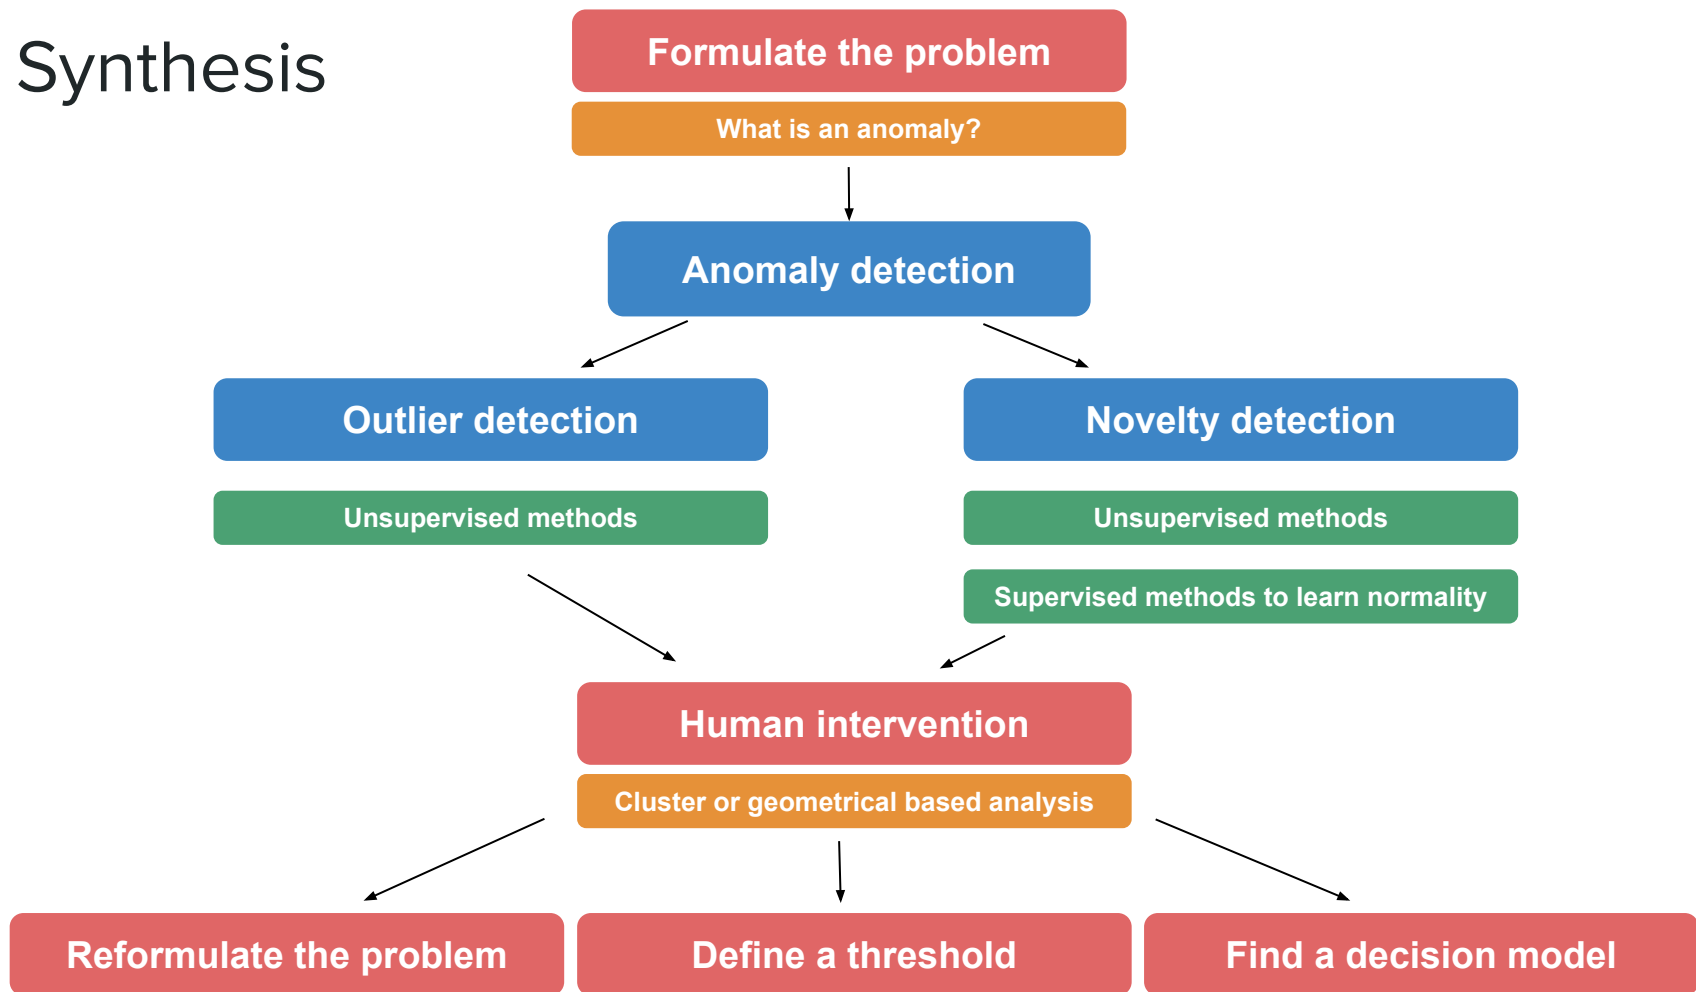 Synthesis
Formulate the problem
What is an anomaly?
Anomaly detection
Outlier detection
Novelty detection
Unsupervised methods
Unsupervised methods
Supervised methods to learn normality
Human intervention
Cluster or geometrical based analysis
Reformulate the problem
Define a threshold
Find a decision model